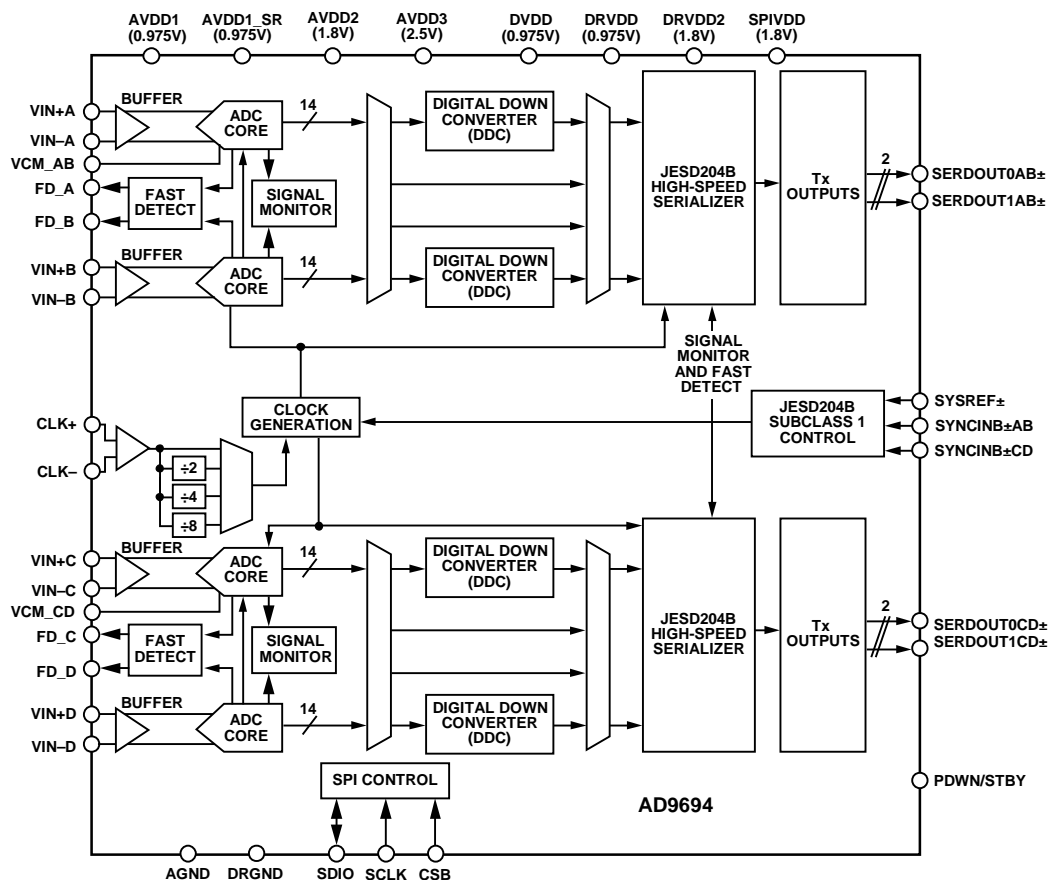 AVDD1
(0.975V)
AVDD1_SR
(0.975V)
AVDD2
(1.8V)
AVDD3
(2.5V)
DVDD
(0.975V)
DRVDD
(0.975V)
DRVDD2
(1.8V)
SPIVDD
(1.8V)
VIN+A
VIN–A
VCM_AB
FD_A
FD_B
VIN+B
VIN–B
BUFFER
ADC
CORE
14
FAST
DETECT
SIGNAL
MONITOR
BUFFER
ADC
CORE
14
DIGITAL DOWN
CONVERTER
(DDC)
DIGITAL DOWN
CONVERTER
(DDC)
JESD204B
HIGH-SPEED
SERIALIZER
Tx
OUTPUTS
2
SERDOUT0AB±
SERDOUT1AB±
SIGNAL
MONITOR
AND FAST
DETECT
CLK+
CLK–
÷2
÷4
÷8
CLOCK
GENERATION
JESD204B
SUBCLASS 1
CONTROL
SYSREF±
SYNCINB±AB
SYNCINB±CD
VIN+C
VIN–C
VCM_CD
FD_C
FD_D
VIN+D
VIN–D
BUFFER
ADC
CORE
14
FAST
DETECT
SIGNAL
MONITOR
BUFFER
ADC
CORE
14
DIGITAL DOWN
CONVERTER
(DDC)
DIGITAL DOWN
CONVERTER
(DDC)
JESD204B
HIGH-SPEED
SERIALIZER
Tx
OUTPUTS
2
SERDOUT0CD±
SERDOUT1CD±
SPI CONTROL
AD9694
PDWN/STBY
AGND
DRGND
SDIO
SCLK
CSB